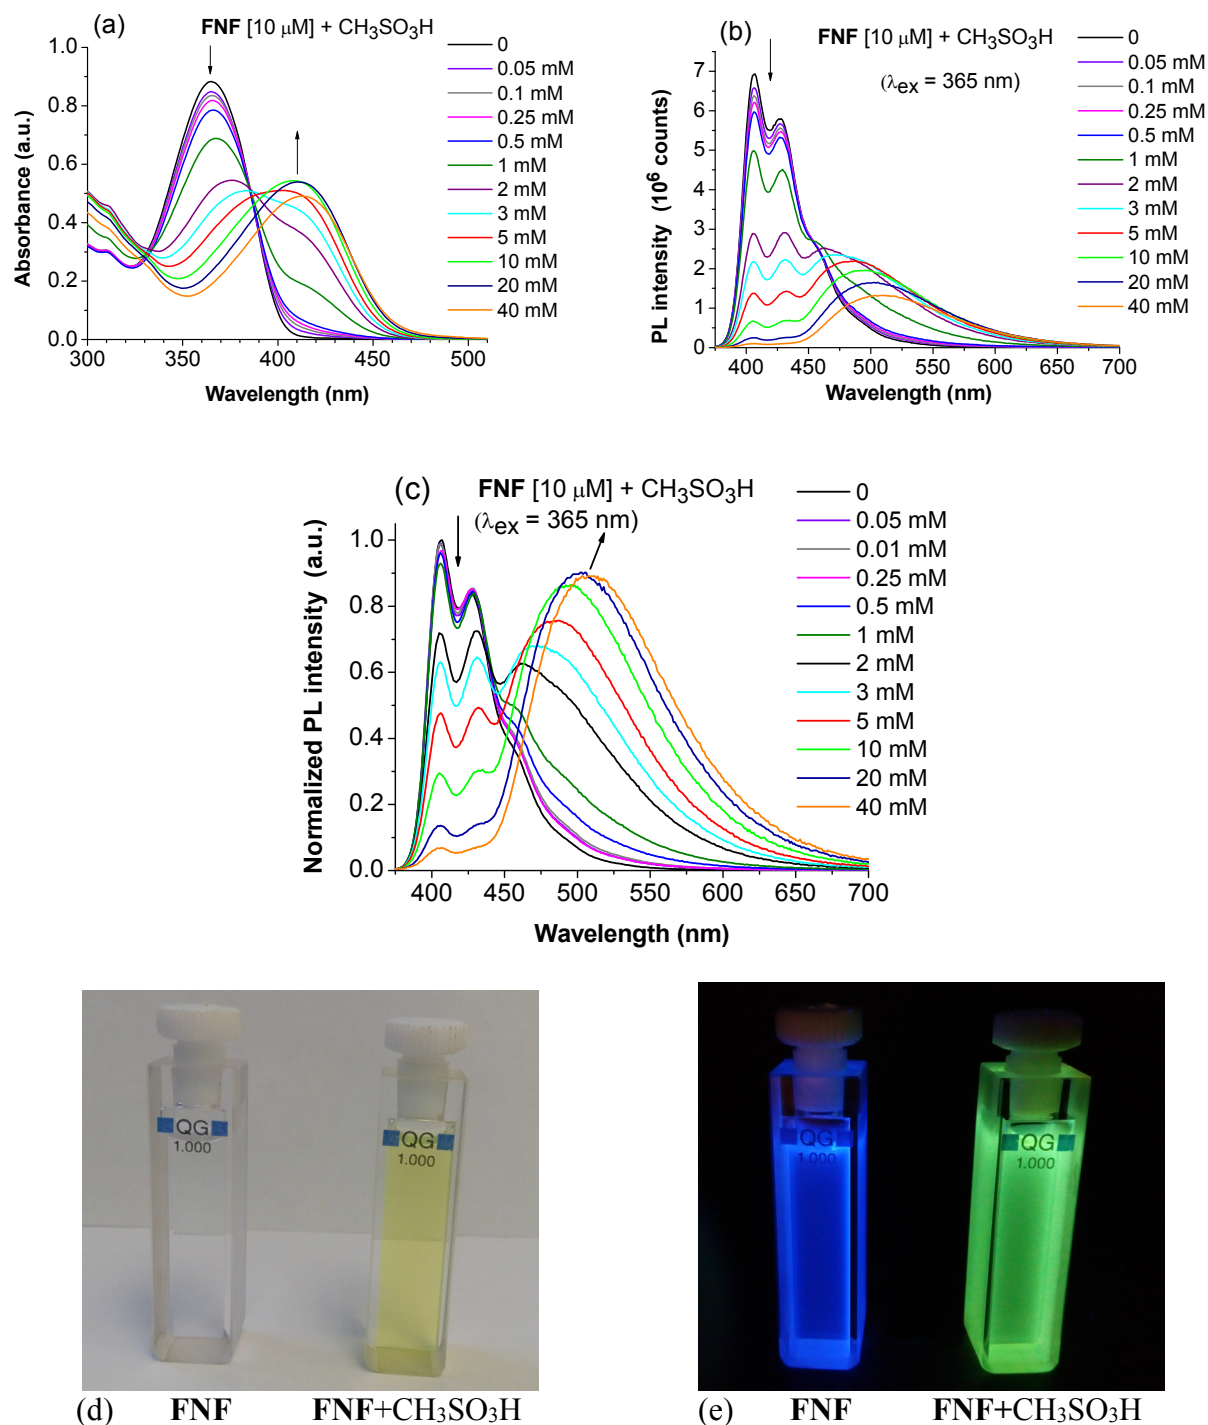 (a)
FNF [10 μM] + CH₃SO₃H
0
0.05 mM
0.1 mM
0.25 mM
0.5 mM
1 mM
2 mM
3 mM
5 mM
10 mM
20 mM
40 mM
Absorbance (a.u.)
1.0
0.8
0.6
0.4
0.2
0.0
300 350 400 450 500
Wavelength (nm)
(b)
FNF [10 μM] + CH₃SO₃H
(λex = 365 nm)
0
0.05 mM
0.1 mM
0.25 mM
0.5 mM
1 mM
2 mM
3 mM
5 mM
10 mM
20 mM
40 mM
PL intensity (10⁶ counts)
7
6
5
4
3
2
1
0
400 450 500 550 600 650 700
Wavelength (nm)
(c)
FNF [10 μM] + CH₃SO₃H
(λex = 365 nm)
0
0.05 mM
0.01 mM
0.25 mM
0.5 mM
1 mM
2 mM
3 mM
5 mM
10 mM
20 mM
40 mM
Normalized PL intensity (a.u.)
1.0
0.8
0.6
0.4
0.2
0.0
400 450 500 550 600 650 700
Wavelength (nm)
QG
1.000
QG
1.000
(d) FNF FNF+CH₃SO₃H
QG
1.000
QG
1.000
(e) FNF FNF+CH₃SO₃H